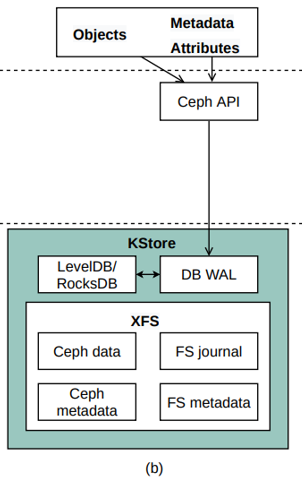 Objects
Metadata
Attributes
Ceph API
KStore
LevelDB/
RocksDB
DB WAL
XFS
Ceph data
FS journal
Ceph
metadata
FS metadata
(b)